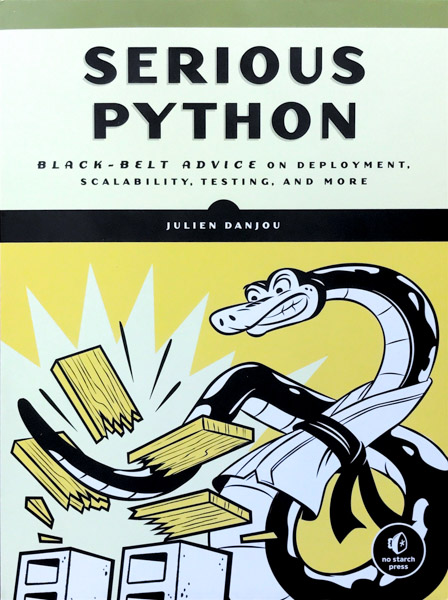 SERIOUS
PYTHON
BLACK-BELT ADVICE ON DEPLOYMENT,
SCALABILITY, TESTING, AND MORE
JULIEN DANJOU
no starch
press